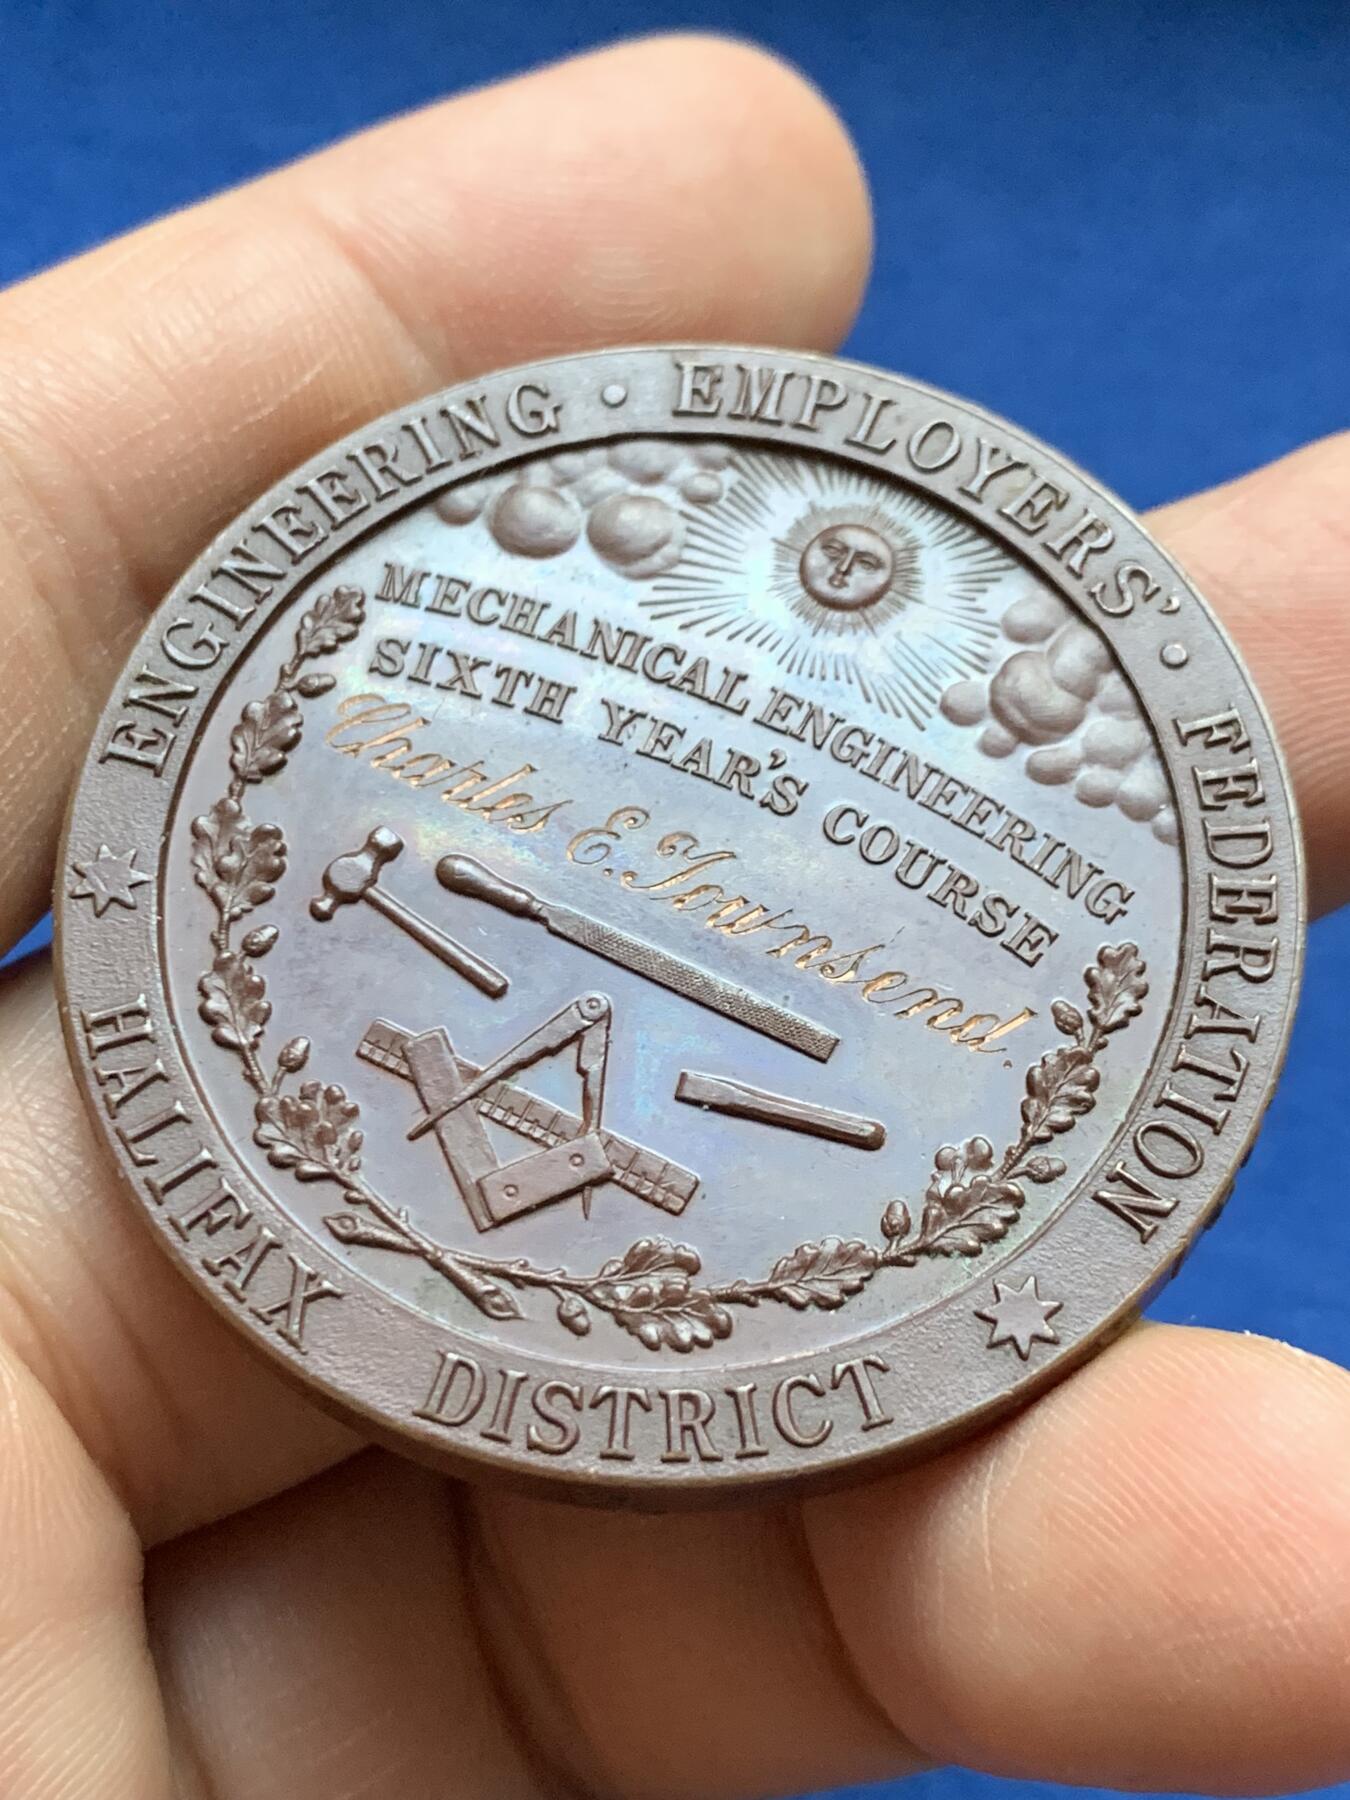 ENGINEERING · EMPLOYERS' · FEDERATION
MECHANICAL ENGINEERING
SIXTH YEAR'S COURSE
Charles E. Townsend.
HALIFAX DISTRICT